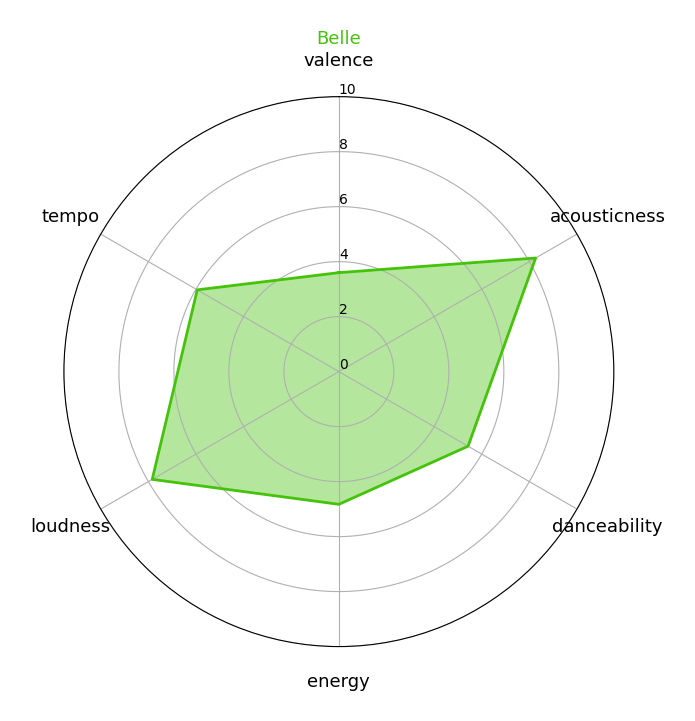 Belle
valence
10
8
6
4
2
0
tempo
acousticness
loudness
danceability
energy